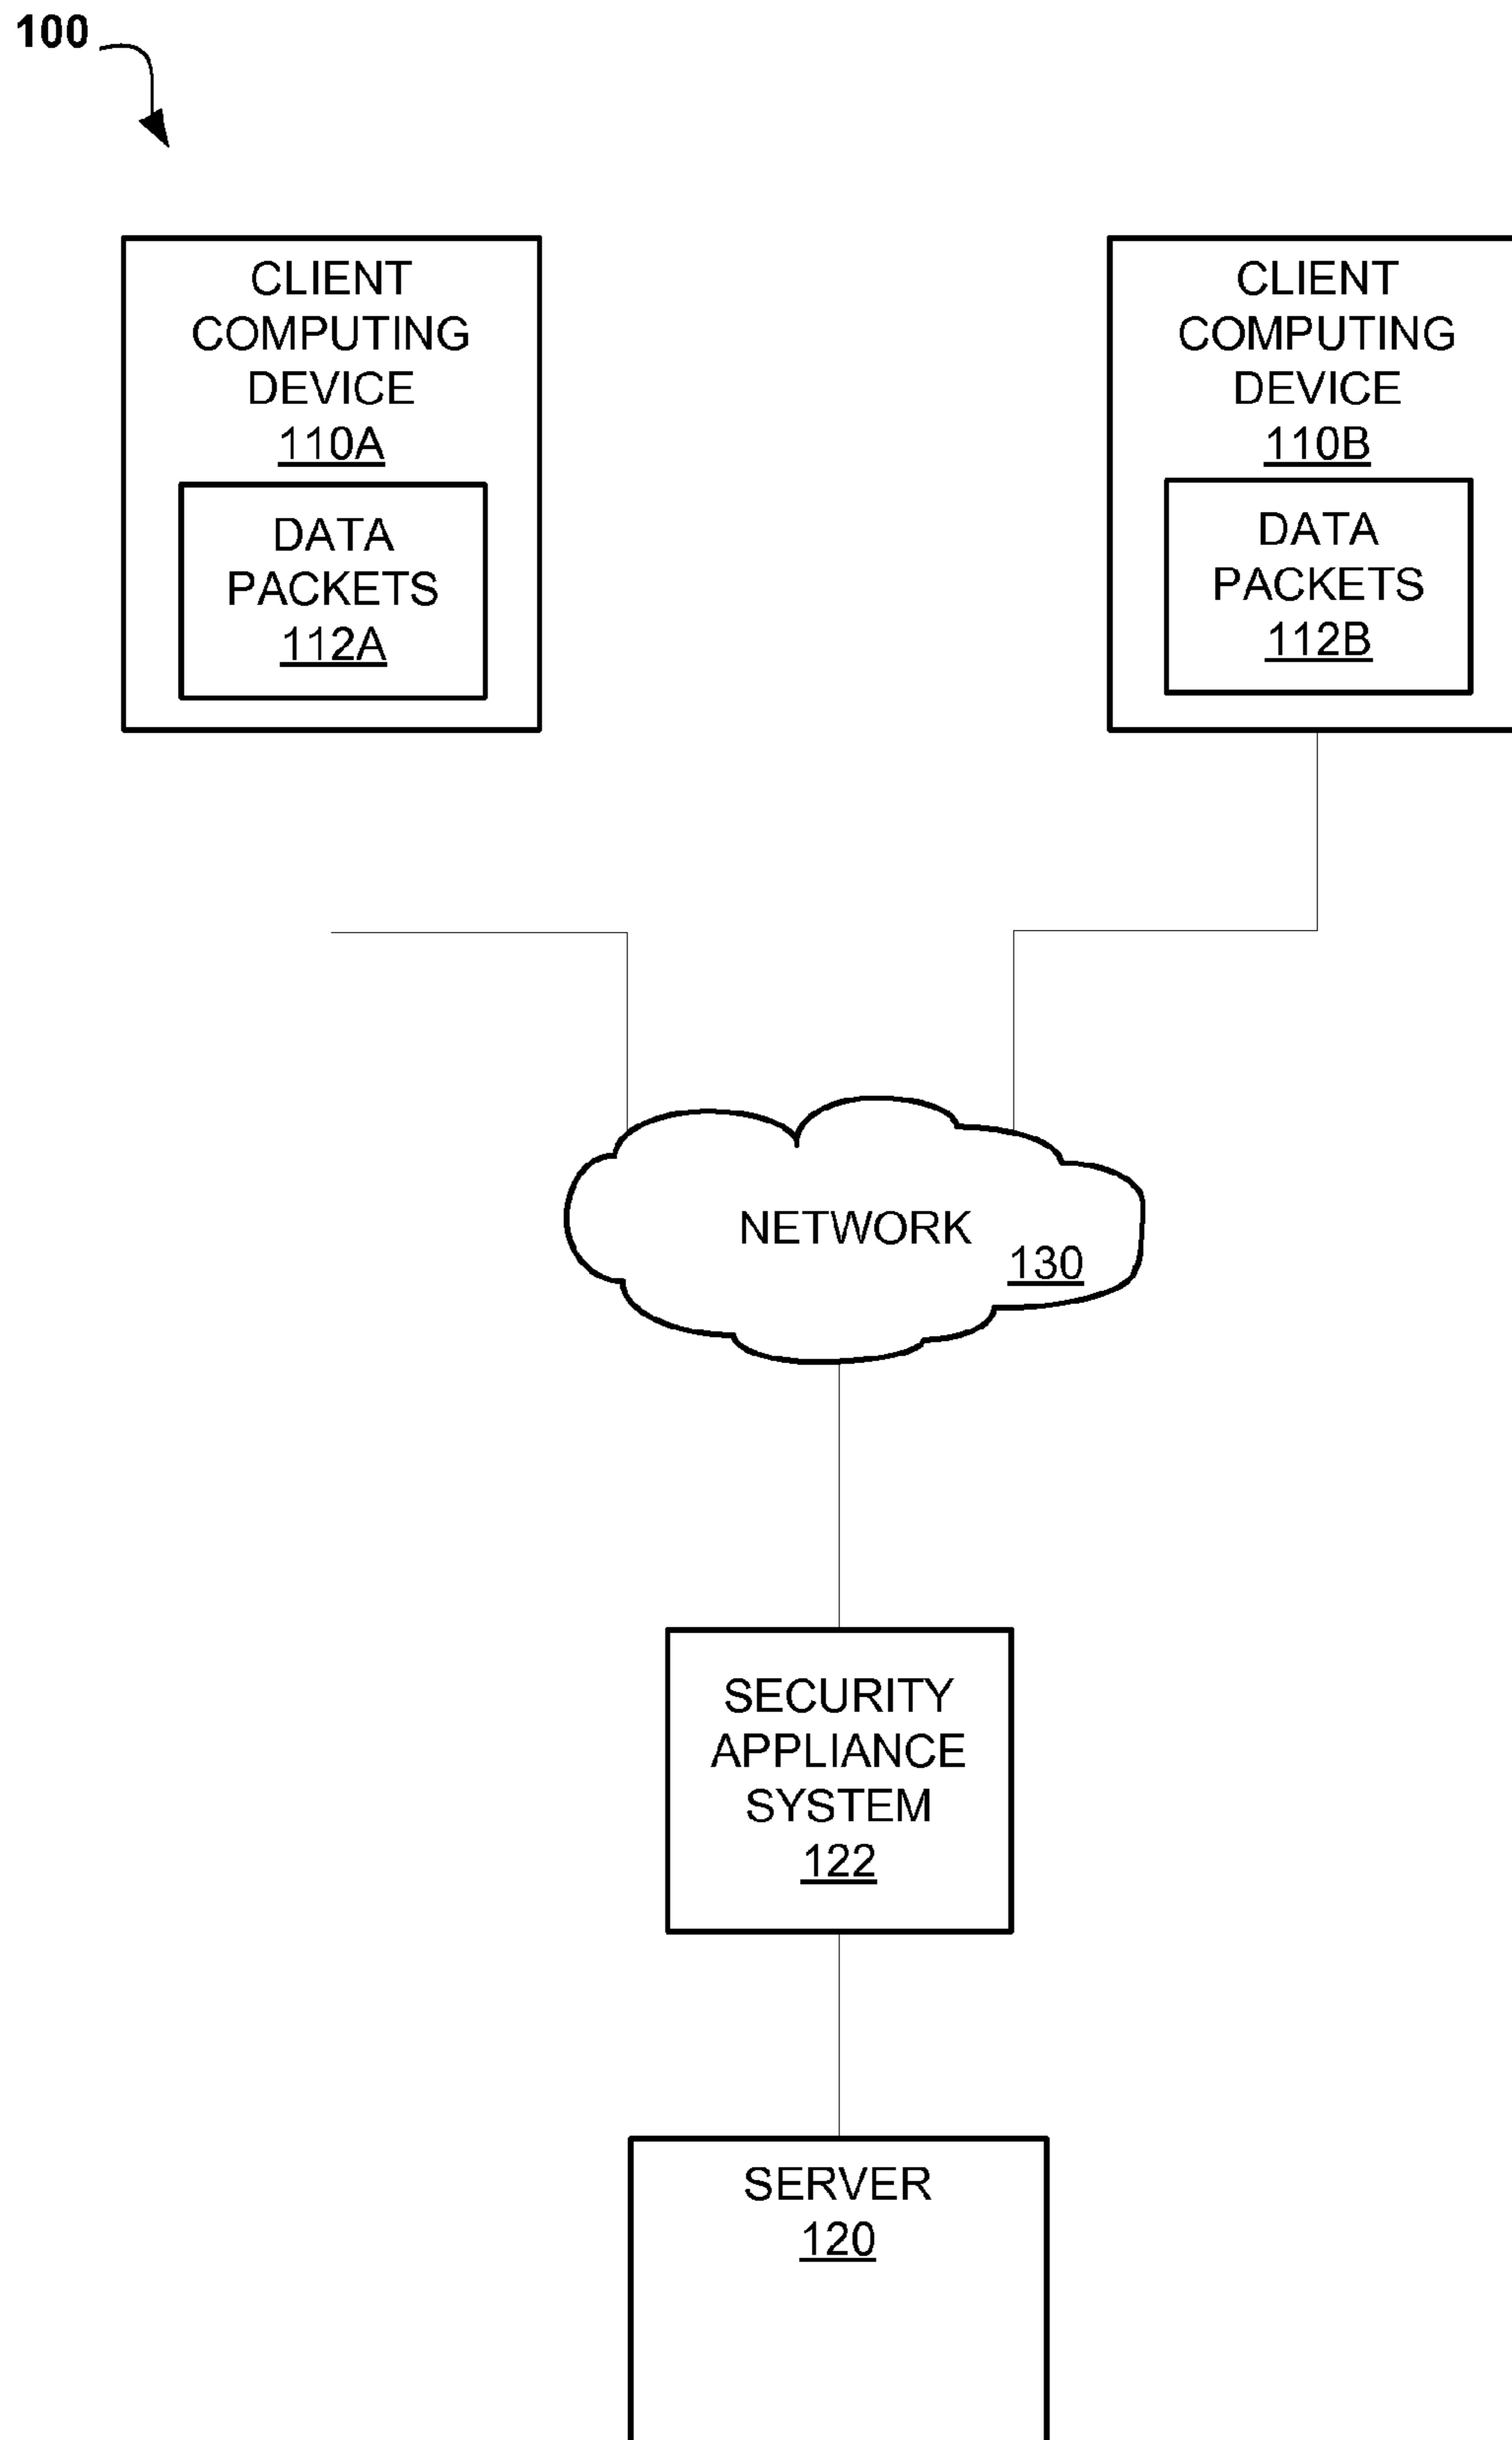 100
CLIENT
COMPUTING
DEVICE
110A
DATA
PACKETS
112A
CLIENT
COMPUTING
DEVICE
110B
DATA
PACKETS
112B
NETWORK
130
SECURITY
APPLIANCE
SYSTEM
122
SERVER
120